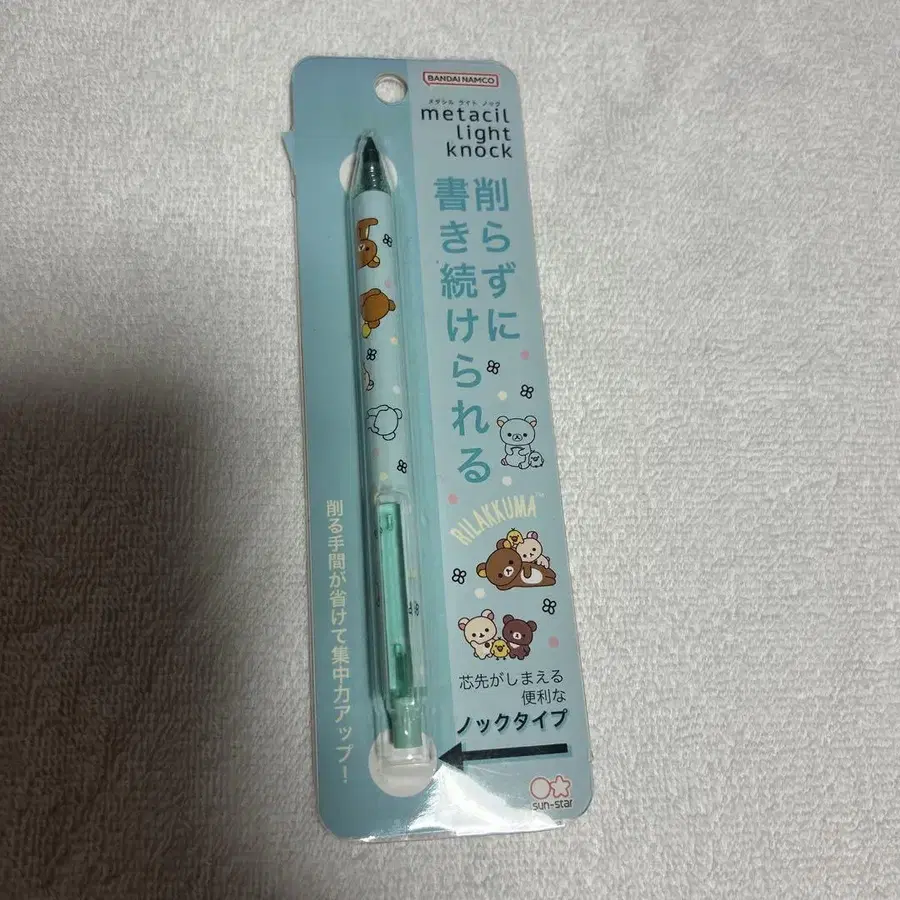 BANDAI NAMCO
メタシル ライト ノック
metacil
light
knock
削らずに
書き続けられる
RILAKKUMA™
削る手間が省けて集中力アップ！
芯先がしまえる
便利な
ノックタイプ
sun-star